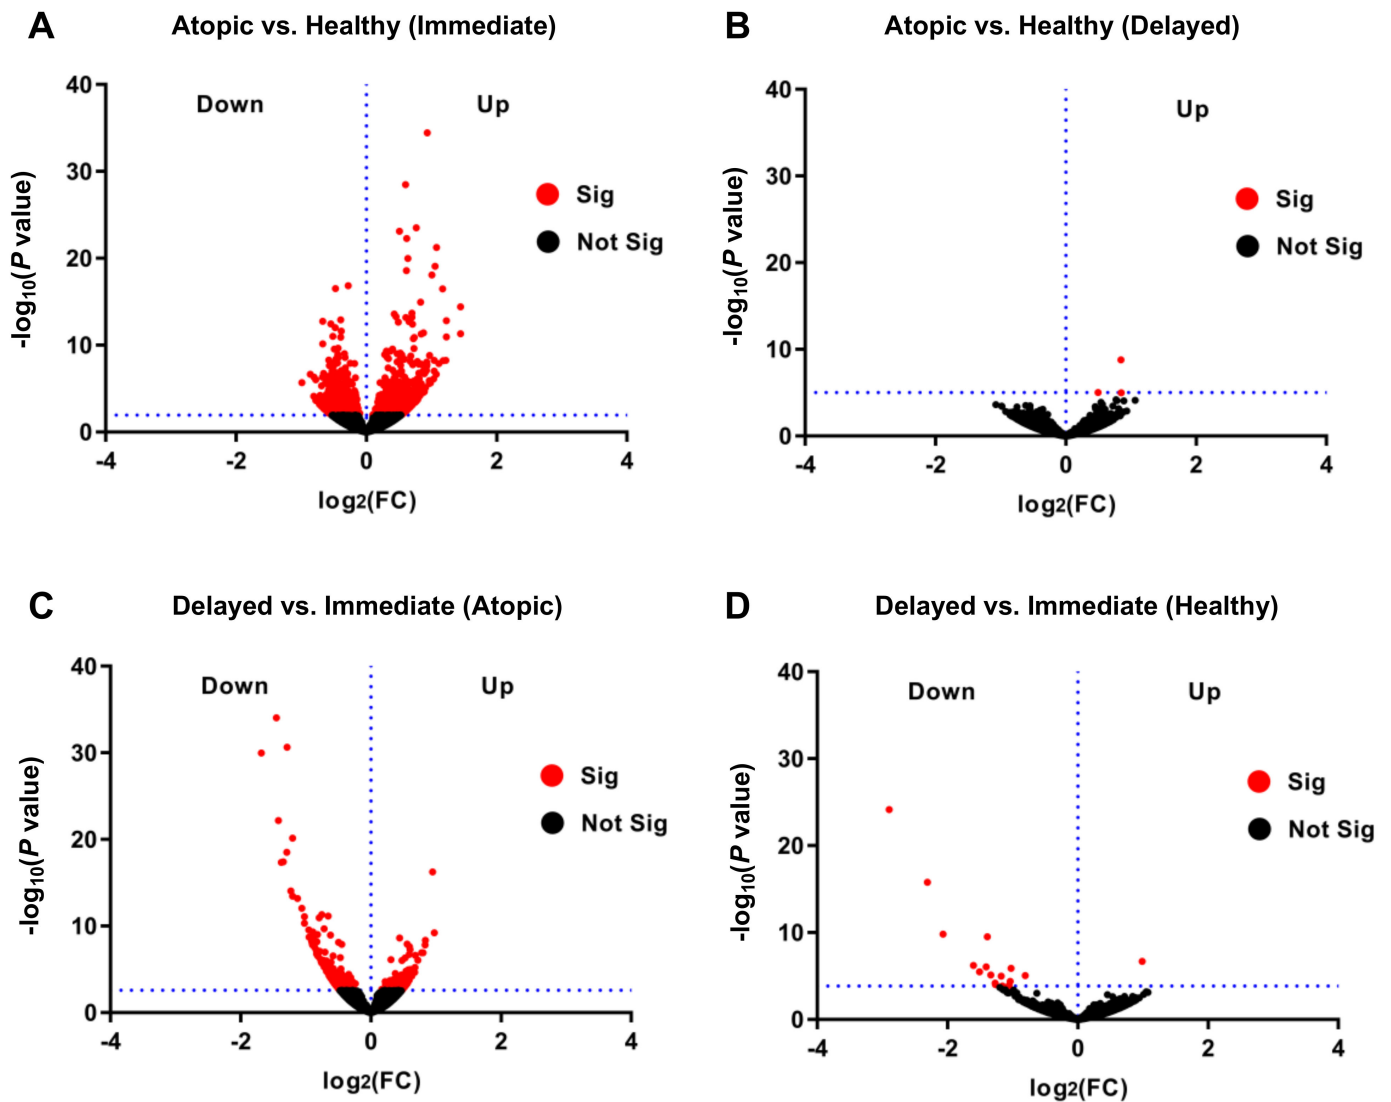 A Atopic vs. Healthy (Immediate)
40
Down Up
30
Sig
Not Sig
20
10
0
-log10(P value)
-4 -2 0 2 4
log2(FC)
B Atopic vs. Healthy (Delayed)
40
Up
30
Sig
Not Sig
20
10
0
-log10(P value)
-4 -2 0 2 4
log2(FC)
C Delayed vs. Immediate (Atopic)
40
Down Up
30
Sig
Not Sig
20
10
0
-log10(P value)
-4 -2 0 2 4
log2(FC)
D Delayed vs. Immediate (Healthy)
40
Down Up
30
Sig
Not Sig
20
10
0
-log10(P value)
-4 -2 0 2 4
log2(FC)